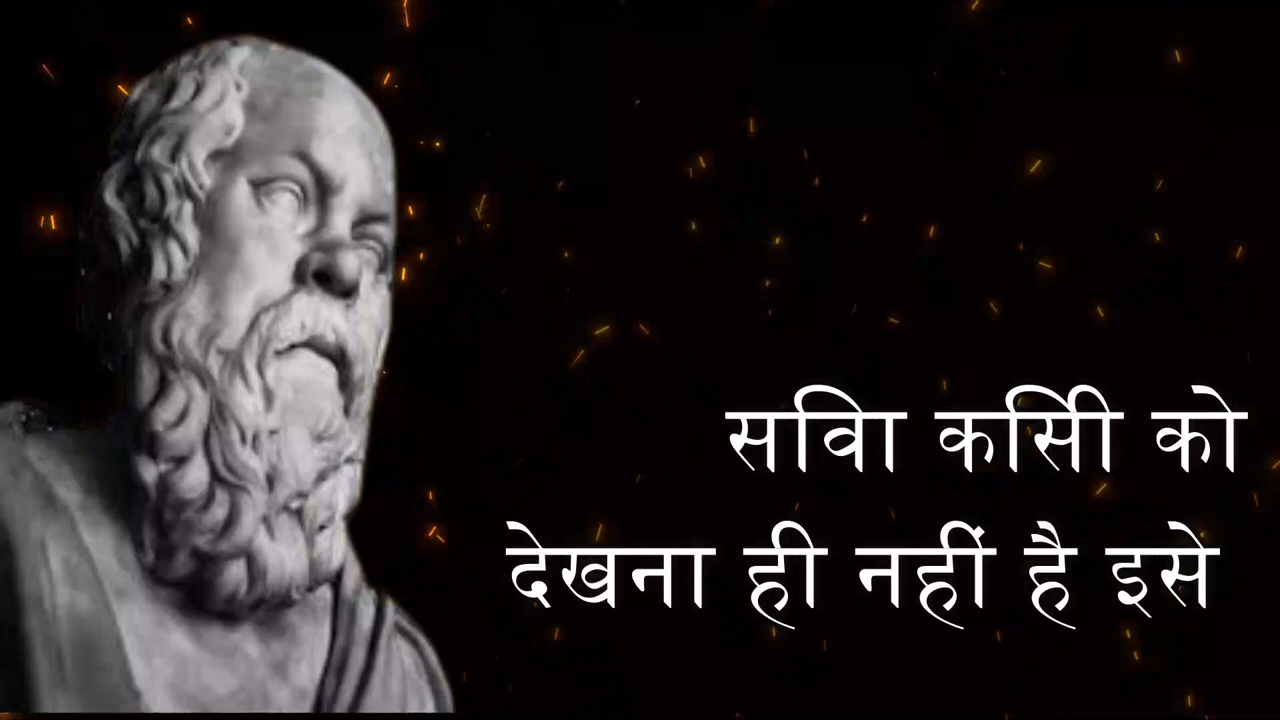 सविा कसिी को
देखना ही नहीं है इसे